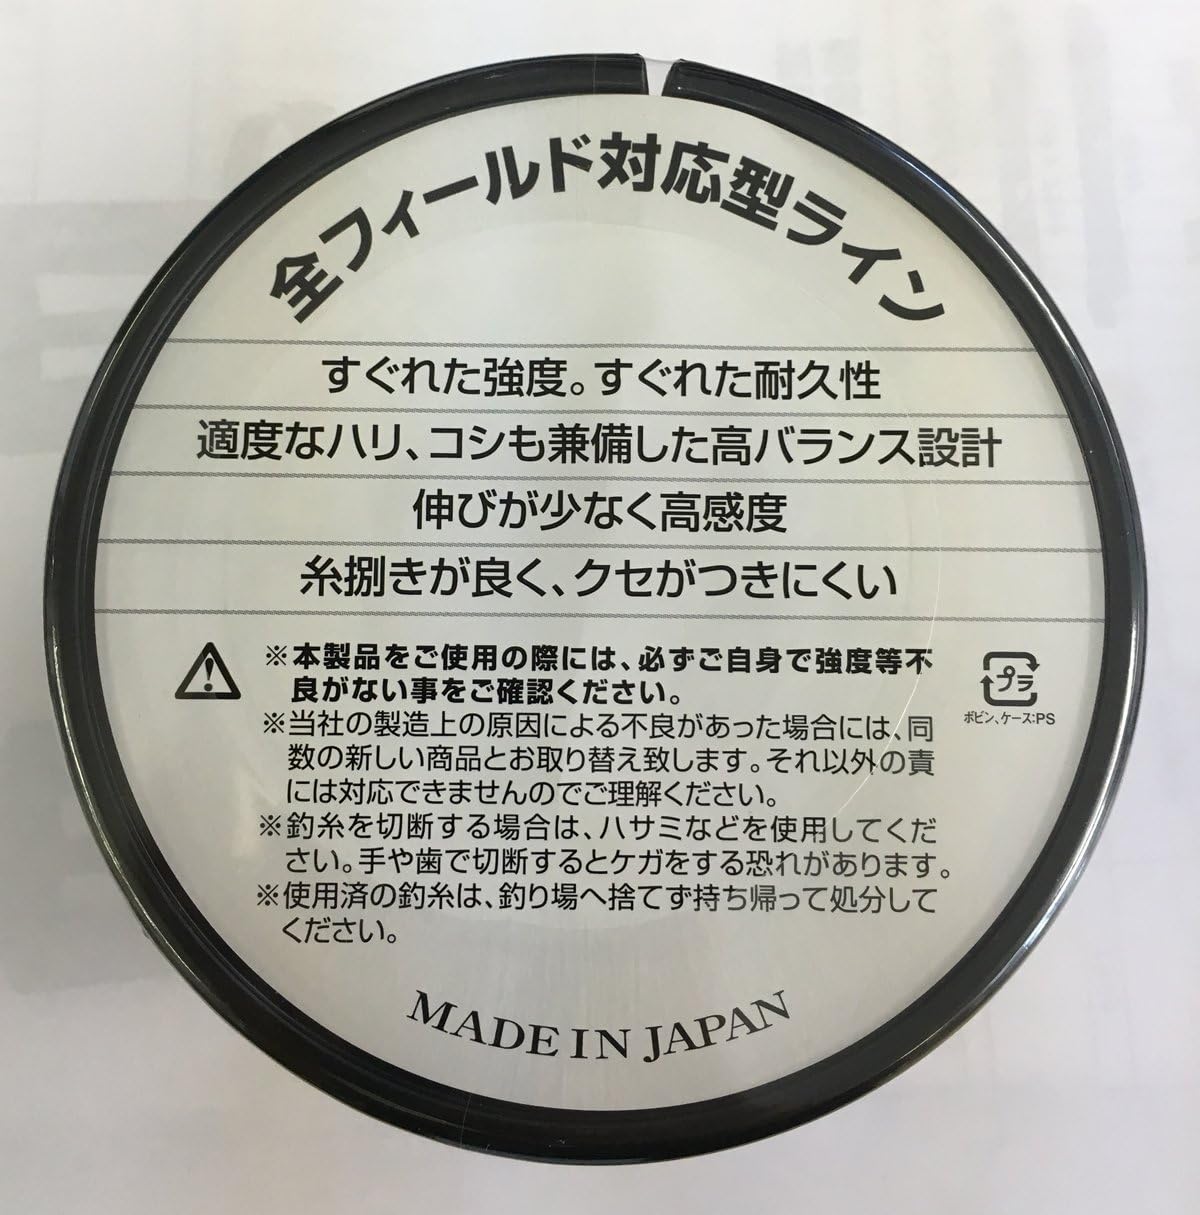 全フィールド対応型ライン
すぐれた強度。すぐれた耐久性
適度なハリ、コシも兼備した高バランス設計
伸びが少なく高感度
糸捌きが良く、クセがつきにくい
※本製品をご使用の際には、必ずご自身で強度等不
良がない事をご確認ください。
※当社の製造上の原因による不良があった場合には、同
数の新しい商品とお取り替え致します。それ以外の責
には対応できませんのでご理解ください。
※釣糸を切断する場合は、ハサミなどを使用してくだ
さい。手や歯で切断するとケガをする恐れがあります。
※使用済の釣糸は、釣り場へ捨てず持ち帰って処分して
ください。
プラ
ボビン、ケース:PS
MADE IN JAPAN